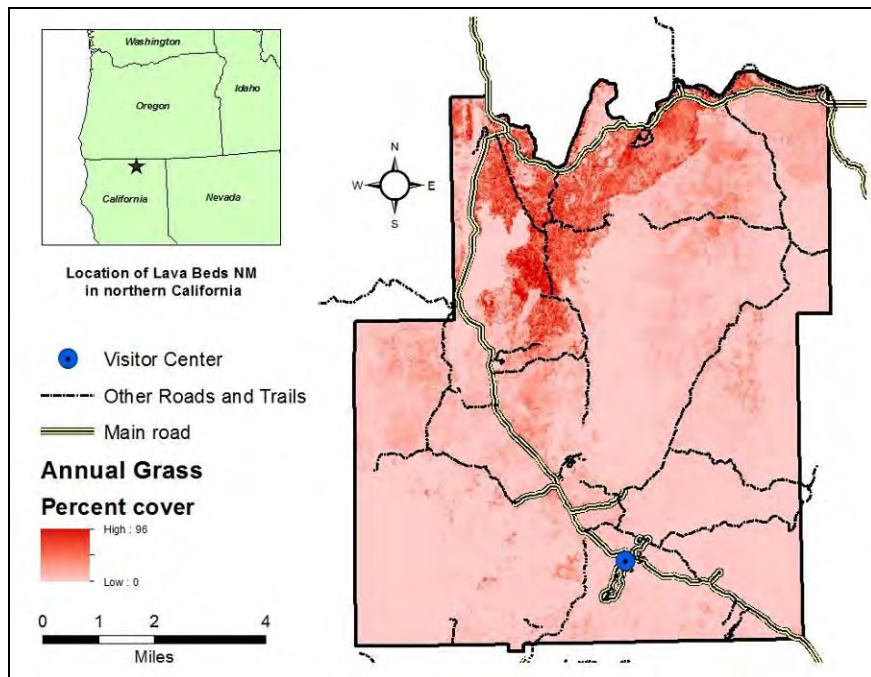 Washington
Oregon
Idaho
California
Nevada
Location of Lava Beds NM
in northern California
N
W E
S
Visitor Center
Other Roads and Trails
Main road
Annual Grass
Percent cover
High : 96
Low : 0
0 1 2 4
Miles